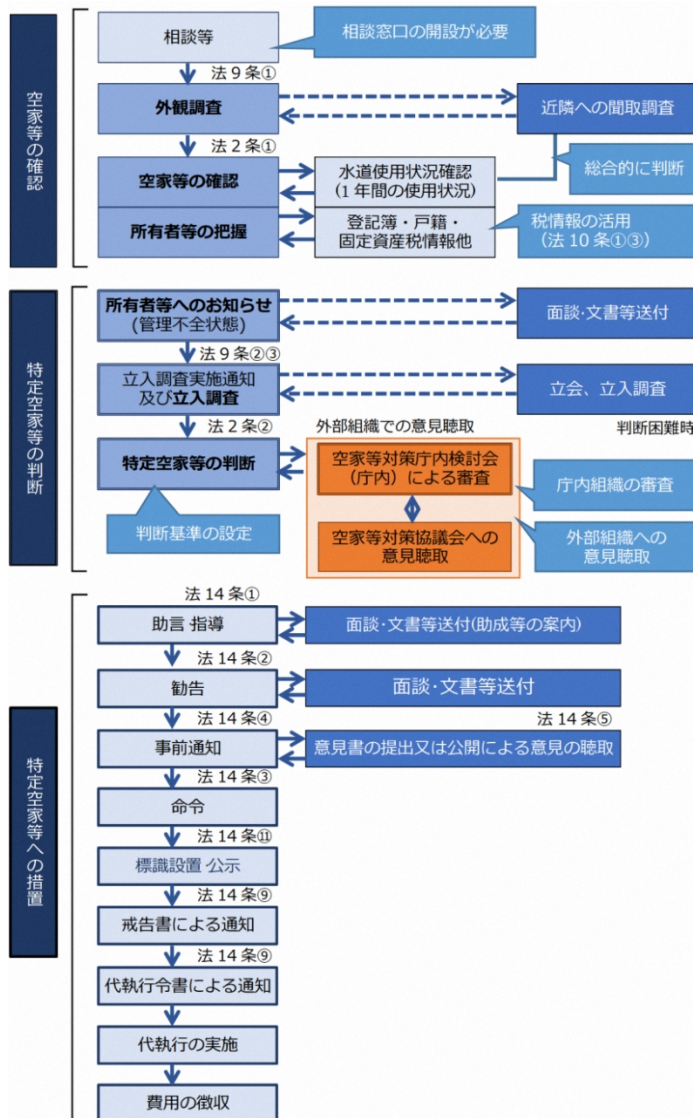 空家等の確認
相談等
相談窓口の開設が必要
法9条①
外観調査
近隣への聞取調査
法2条①
空家等の確認
水道使用状況確認
(1年間の使用状況)
総合的に判断
所有者等の把握
登記簿・戸籍・
固定資産税情報他
税情報の活用
(法10条①③)
特定空家等の判断
所有者等へのお知らせ
(管理不全状態)
面談・文書等送付
法9条②③
立入調査実施通知
及び立入調査
立会、立入調査
法2条②
外部組織での意見聴取
判断困難時
特定空家等の判断
空家等対策庁内検討会
(庁内)による審査
庁内組織の審査
判断基準の設定
空家等対策協議会への
意見聴取
外部組織への
意見聴取
特定空家等への措置
法14条①
助言・指導
面談・文書等送付(助成等の案内)
法14条②
勧告
面談・文書等送付
法14条④
法14条⑤
事前通知
意見書の提出又は公開による意見の聴取
法14条③
命令
法14条⑪
標識設置・公示
法14条⑨
戒告書による通知
法14条⑨
代執行令書による通知
代執行の実施
費用の徴収